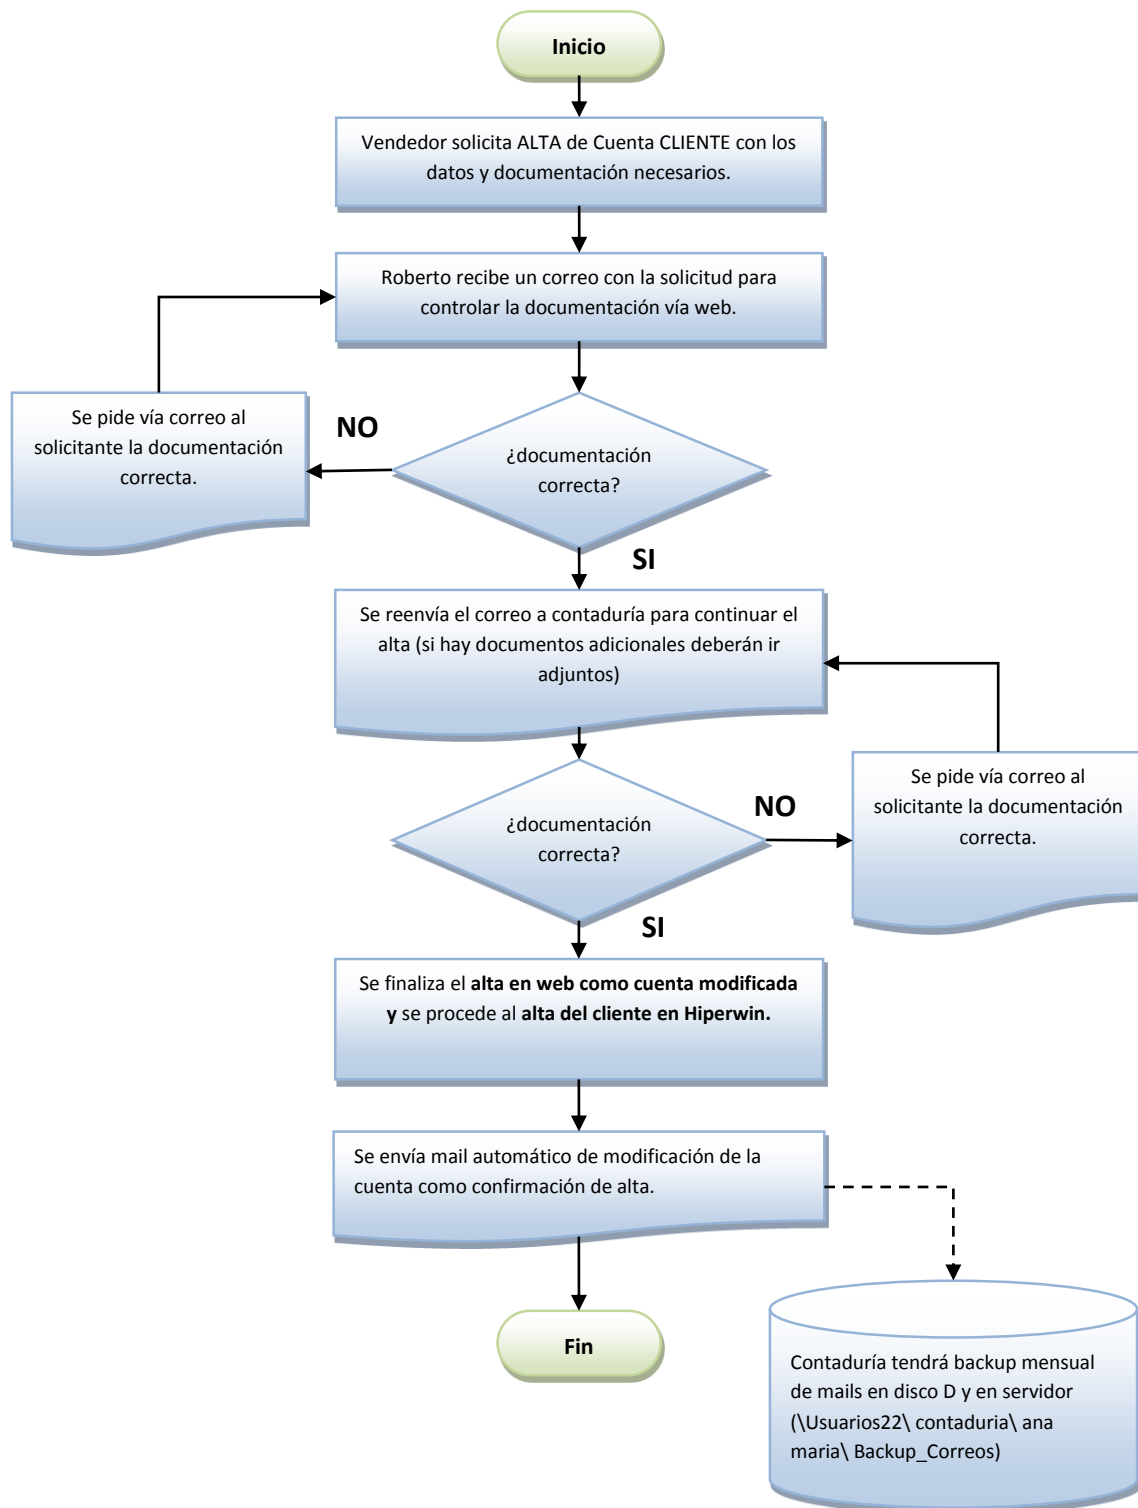 Inicio
Vendedor solicita ALTA de Cuenta CLIENTE con los
datos y documentación necesarios.
Roberto recibe un correo con la solicitud para
controlar la documentación vía web.
Se pide vía correo al
solicitante la documentación
correcta.
NO
¿documentación
correcta?
SI
Se reenvía el correo a contaduría para continuar el
alta (si hay documentos adicionales deberán ir
adjuntos)
¿documentación
correcta?
NO
Se pide vía correo al
solicitante la documentación
correcta.
SI
Se finaliza el alta en web como cuenta modificada
y se procede al alta del cliente en Hiperwin.
Se envía mail automático de modificación de la
cuenta como confirmación de alta.
Fin
Contaduría tendrá backup mensual
de mails en disco D y en servidor
(\Usuarios22\ contaduria\ ana
maria\ Backup_Correos)